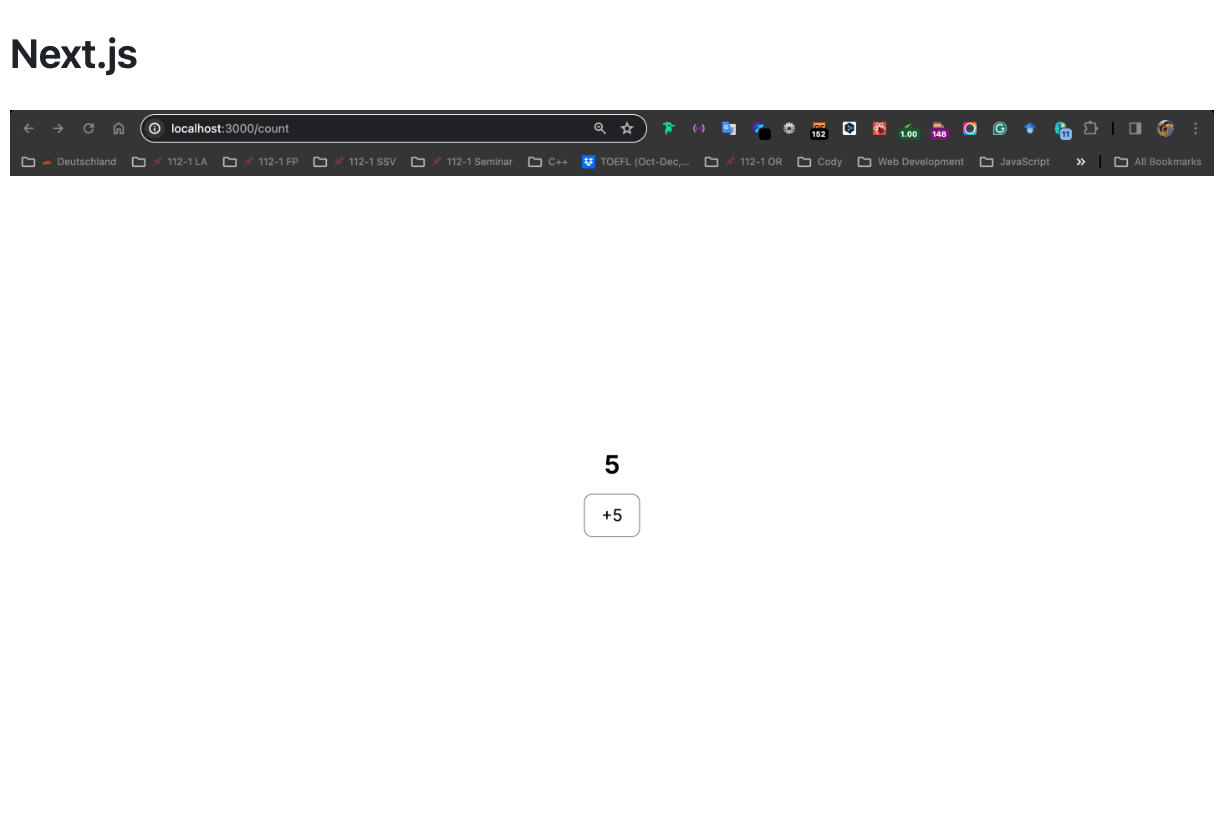 Next.js
localhost:3000/count
152
1.00
148
11
Deutschland 112-1 LA 112-1 FP 112-1 SSV 112-1 Seminar C++ TOEFL (Oct-Dec,... 112-1 OR Cody Web Development JavaScript » All Bookmarks
5
+5